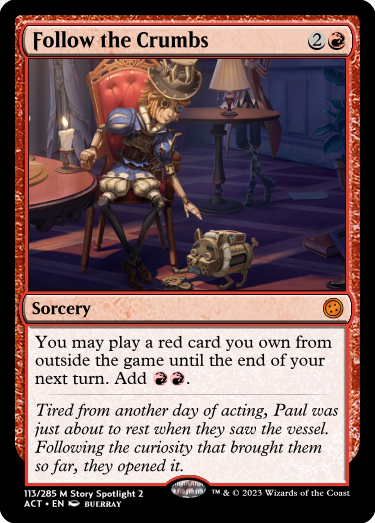 Follow the Crumbs 2
Sorcery
You may play a red card you own from
outside the game until the end of your
next turn. Add .
Tired from another day of acting, Paul was
just about to rest when they saw the vessel.
Following the curiosity that brought them
so far, they opened it.
113/285 M Story Spotlight 2
ACT • EN BUERRAY
™ & © 2023 Wizards of the Coast